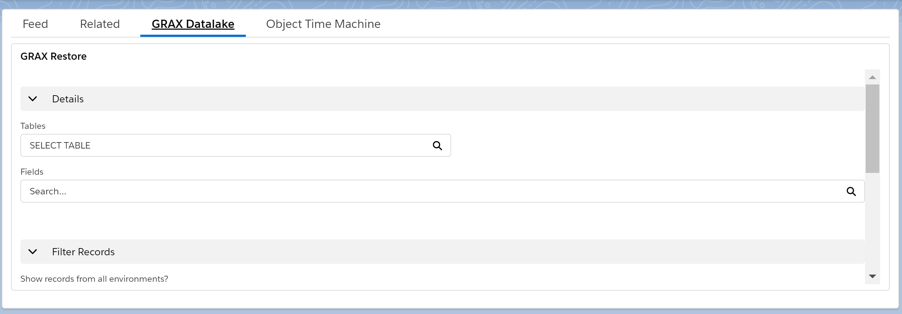 Feed Related GRAX Datalake Object Time Machine
GRAX Restore
Details
Tables
SELECT TABLE
Fields
Search...
Filter Records
Show records from all environments?